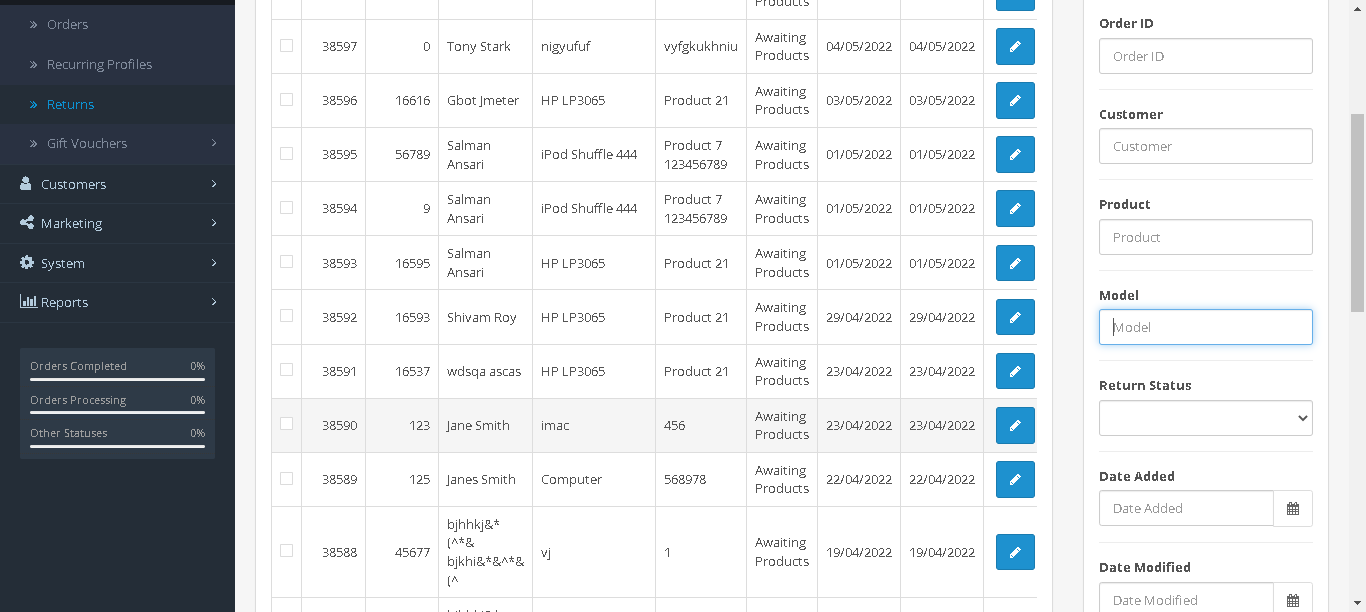 Orders
Recurring Profiles
Returns
Gift Vouchers
Customers
Marketing
System
Reports
Orders Completed 0%
Orders Processing 0%
Other Statuses 0%
Products
38597 0 Tony Stark nigyufuf vyfgkukhniu Awaiting Products 04/05/2022 04/05/2022
38596 16616 Gbot Jmeter HP LP3065 Product 21 Awaiting Products 03/05/2022 03/05/2022
38595 56789 Salman Ansari iPod Shuffle 444 Product 7 123456789 Awaiting Products 01/05/2022 01/05/2022
38594 9 Salman Ansari iPod Shuffle 444 Product 7 123456789 Awaiting Products 01/05/2022 01/05/2022
38593 16595 Salman Ansari HP LP3065 Product 21 Awaiting Products 01/05/2022 01/05/2022
38592 16593 Shivam Roy HP LP3065 Product 21 Awaiting Products 29/04/2022 29/04/2022
38591 16537 wdsqa ascas HP LP3065 Product 21 Awaiting Products 23/04/2022 23/04/2022
38590 123 Jane Smith imac 456 Awaiting Products 23/04/2022 23/04/2022
38589 125 Janes Smith Computer 568978 Awaiting Products 22/04/2022 22/04/2022
38588 45677 bjhhkj&*(^*& bjkhi&*&^*&(^ vj 1 Awaiting Products 19/04/2022 19/04/2022
Order ID
Order ID
Customer
Customer
Product
Product
Model
Model
Return Status
Date Added
Date Added
Date Modified
Date Modified